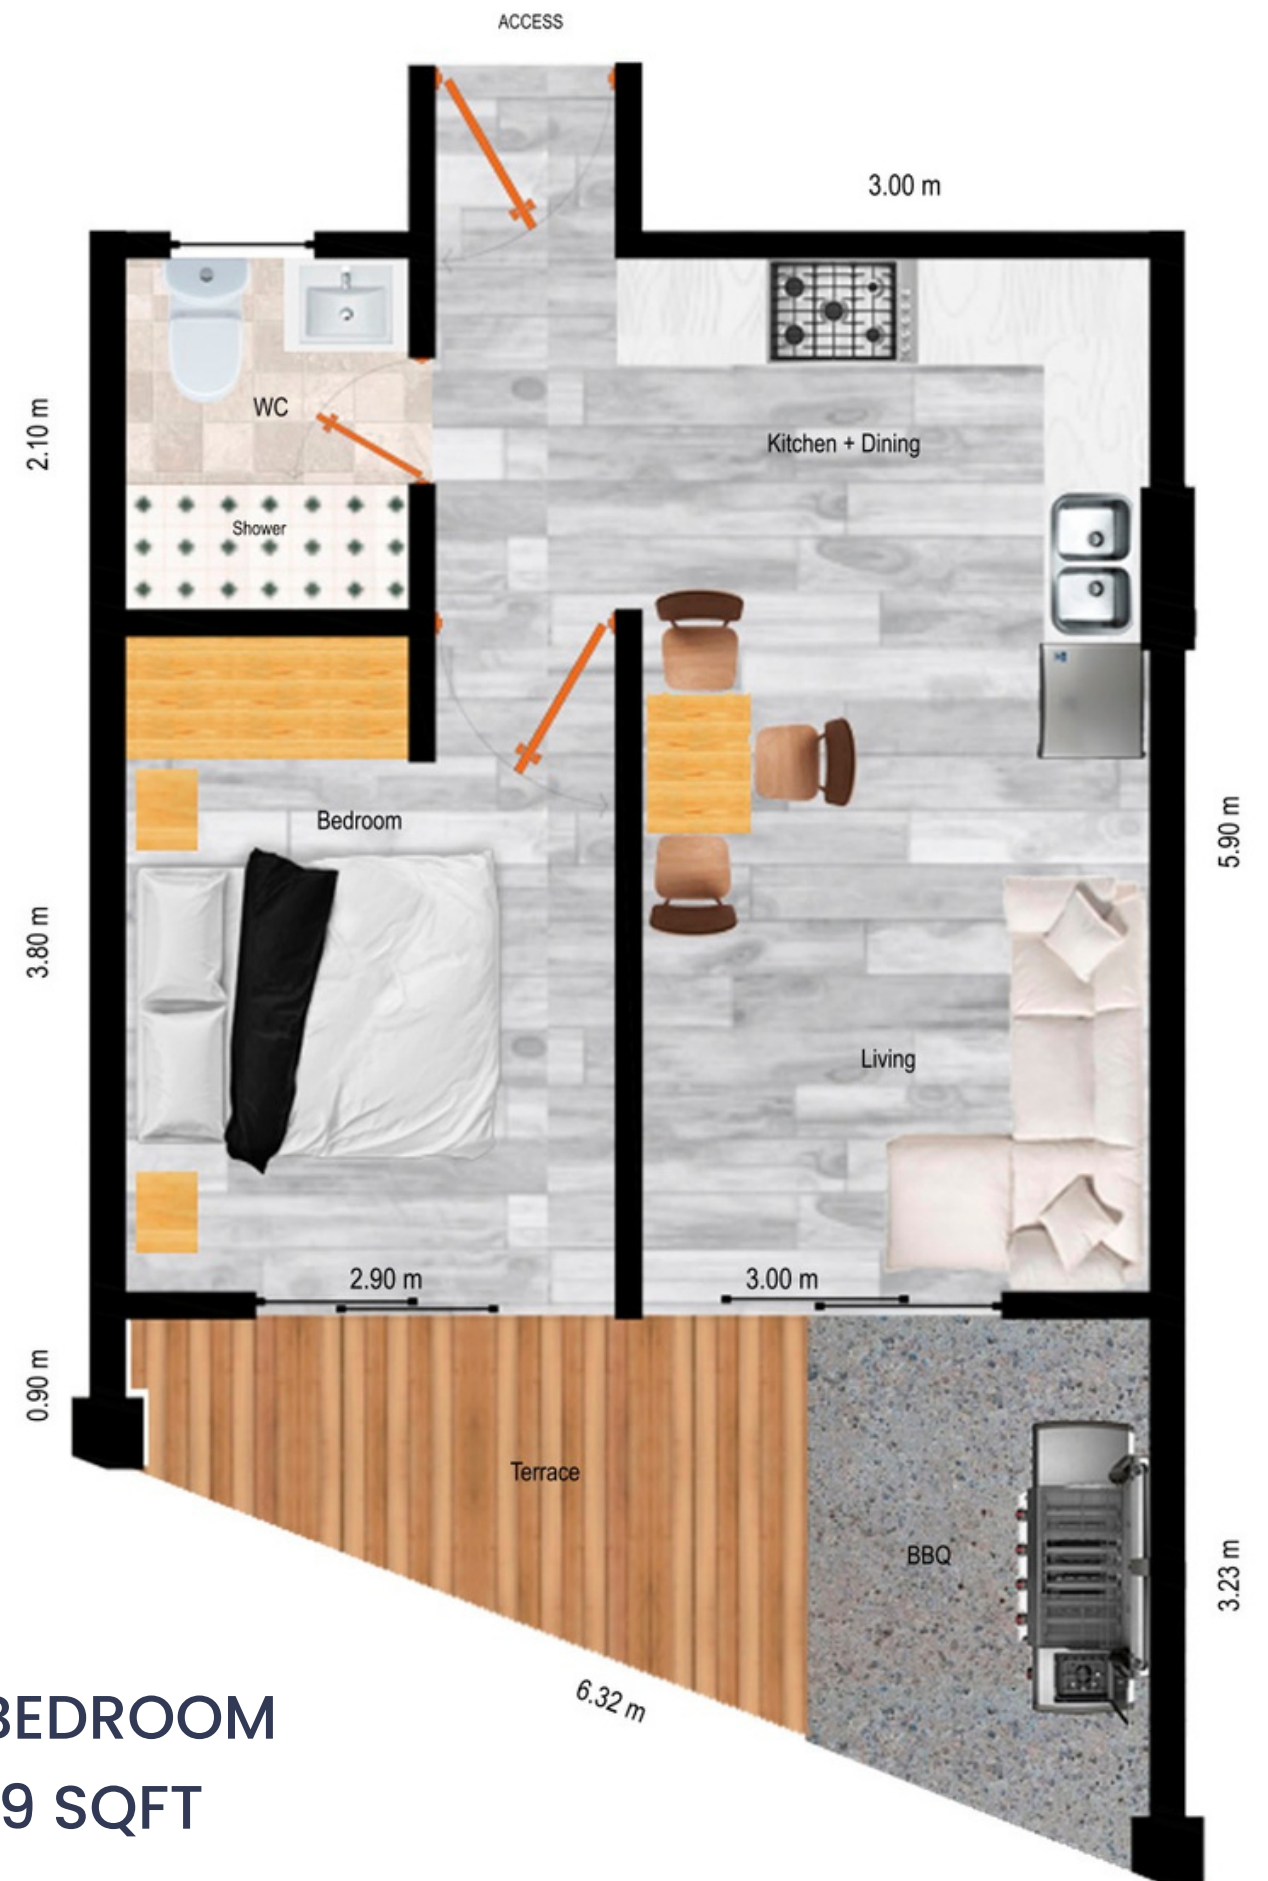 ACCESS
3.00 m
2.10 m
WC
Kitchen + Dining
Shower
Bedroom
5.90 m
3.80 m
Living
2.90 m
3.00 m
0.90 m
Terrace
BBQ
3.23 m
6.32 m
BEDROOM
9 SQFT